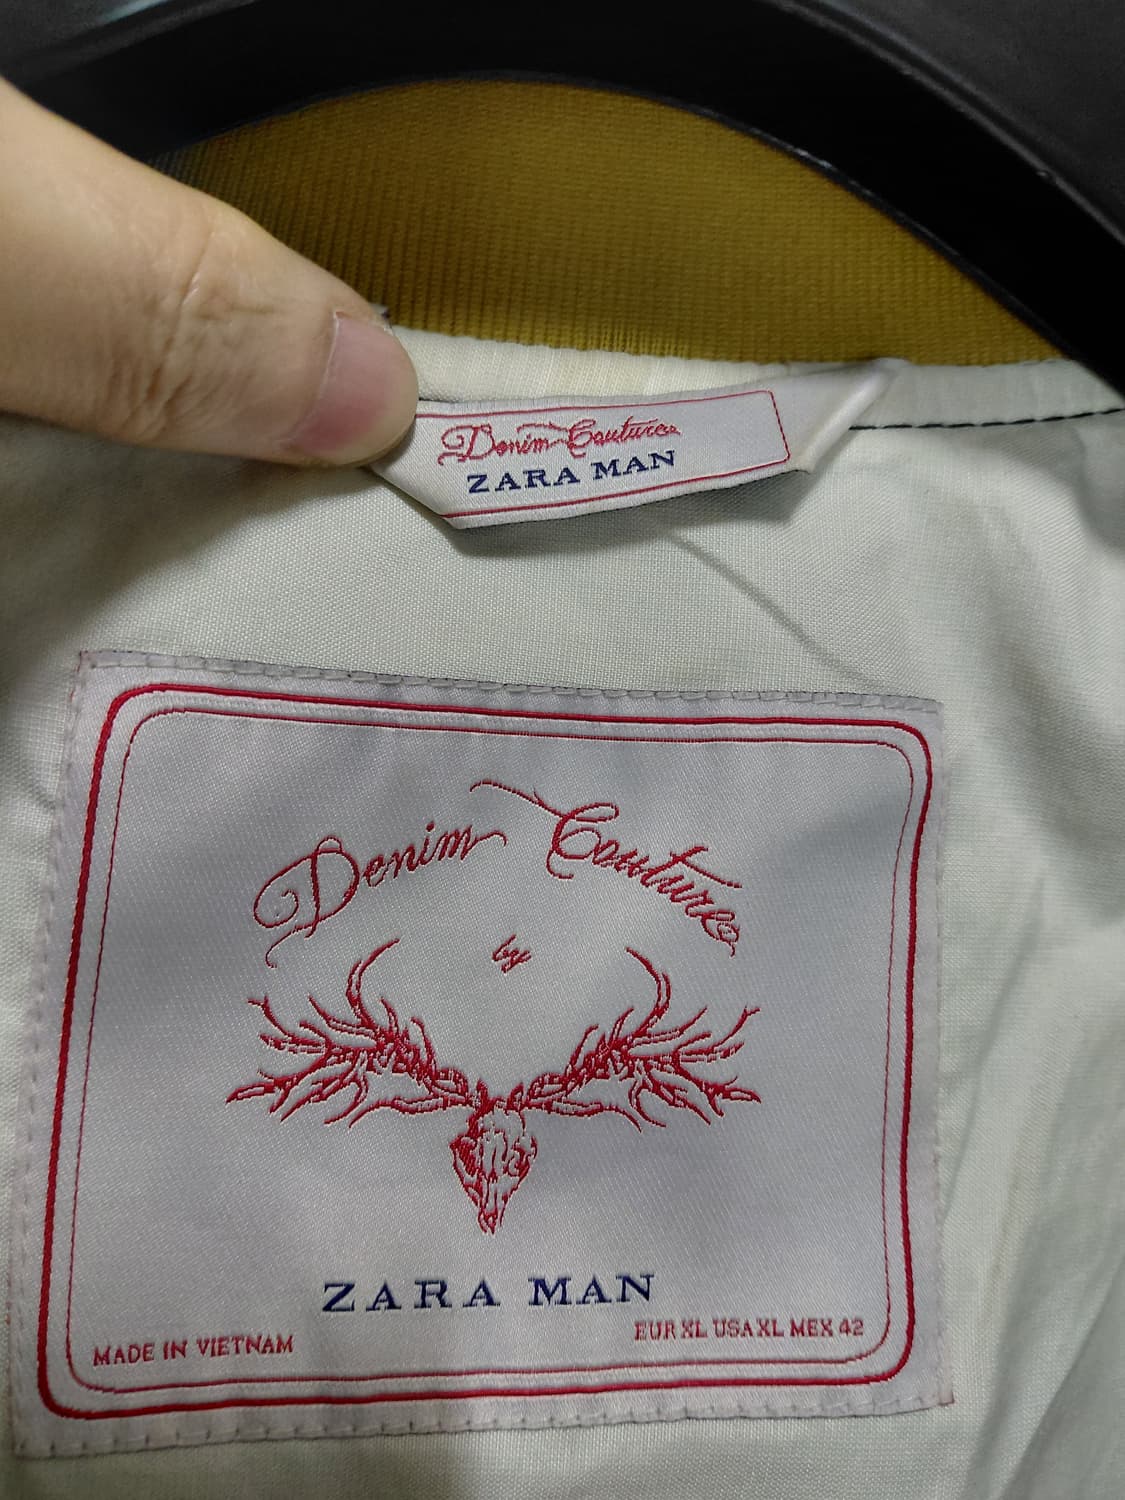 Denim Couture
ZARA MAN
Denim Couture
by
ZARA MAN
MADE IN VIETNAM
EUR XL USA XL MEX 42